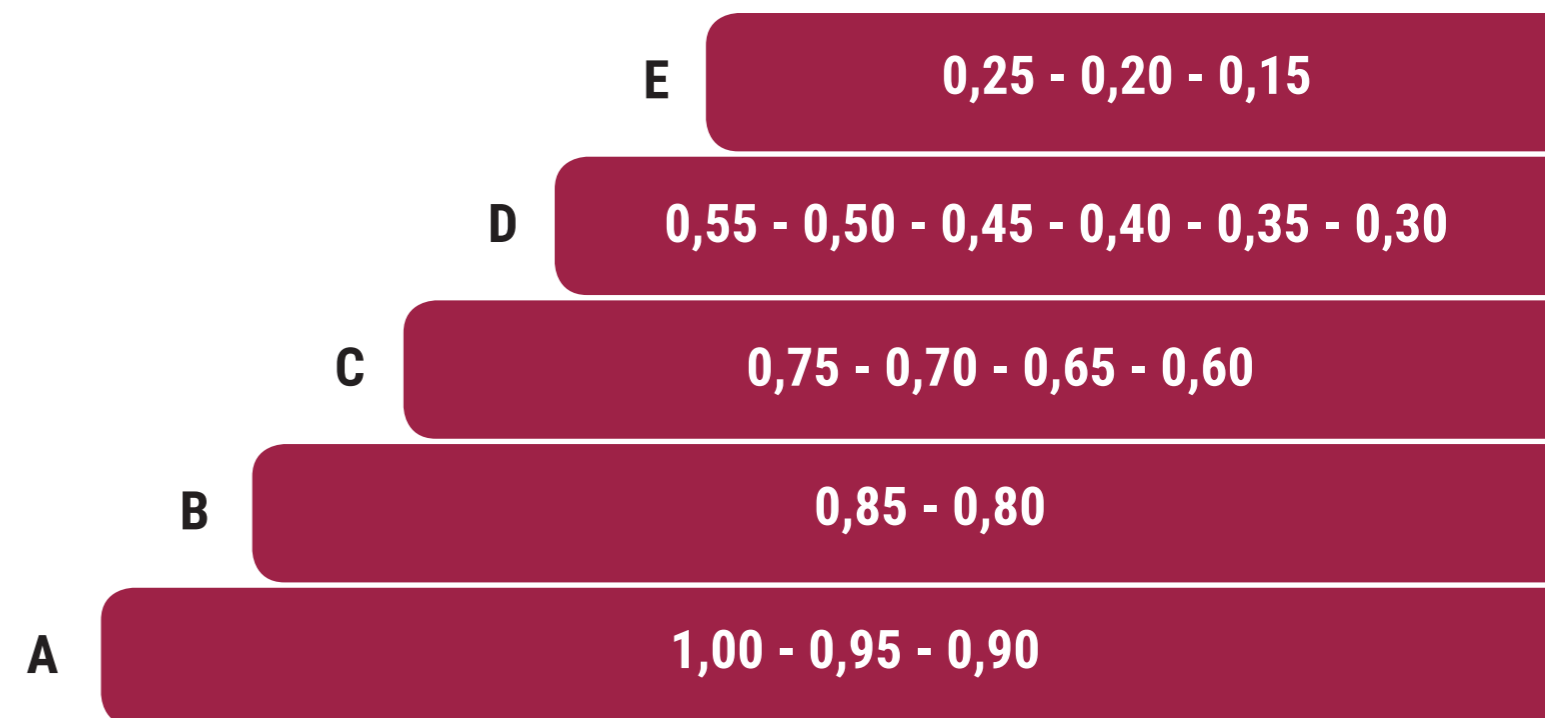 E 0,25 - 0,20 - 0,15
D 0,55 - 0,50 - 0,45 - 0,40 - 0,35 - 0,30
C 0,75 - 0,70 - 0,65 - 0,60
B 0,85 - 0,80
A 1,00 - 0,95 - 0,90